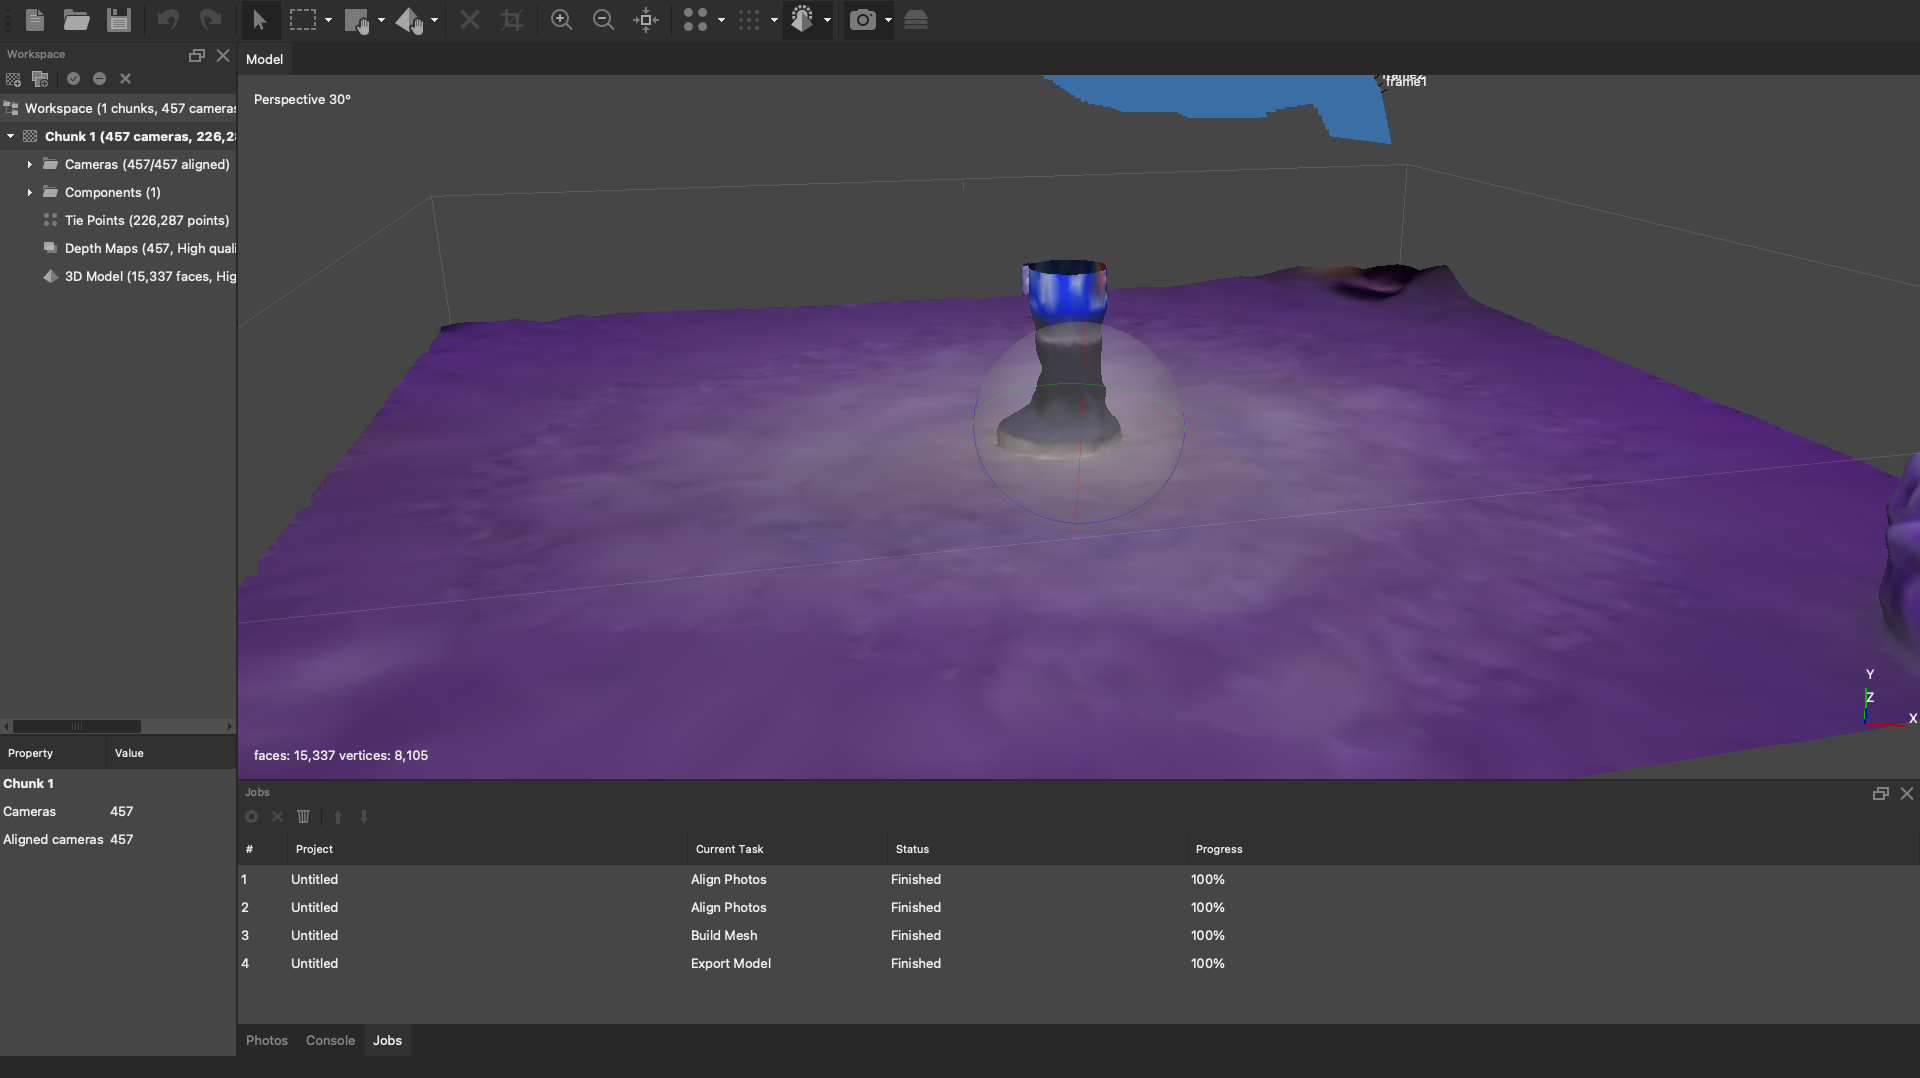 Workspace
Workspace (1 chunks, 457 cameras
Chunk 1 (457 cameras, 226,2
Cameras (457/457 aligned)
Components (1)
Tie Points (226,287 points)
Depth Maps (457, High quali
3D Model (15,337 faces, Hig
Property Value
Chunk 1
Cameras 457
Aligned cameras 457
Model
Perspective 30°
frame1
Y
Z
X
faces: 15,337 vertices: 8,105
Jobs
# Project Current Task Status Progress
1 Untitled Align Photos Finished 100%
2 Untitled Align Photos Finished 100%
3 Untitled Build Mesh Finished 100%
4 Untitled Export Model Finished 100%
Photos Console Jobs